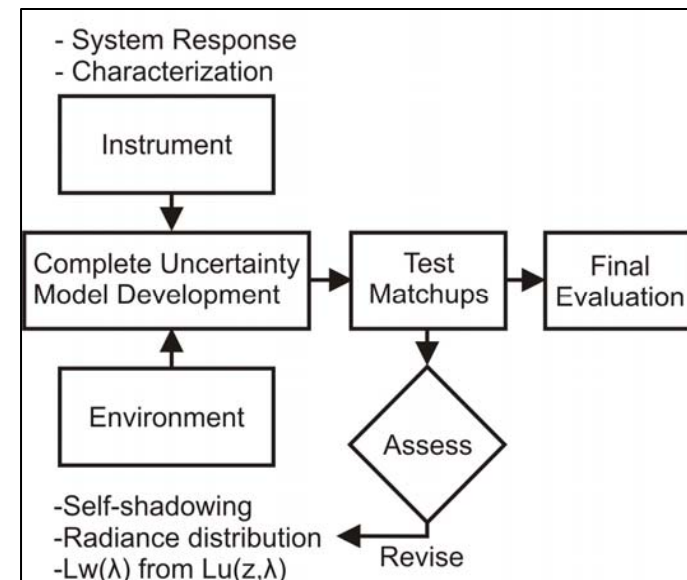 - System Response
- Characterization
Instrument
Complete Uncertainty
Model Development
Test
Matchups
Final
Evaluation
Environment
Assess
-Self-shadowing
-Radiance distribution
-Lw(λ) from Lu(z,λ)
Revise